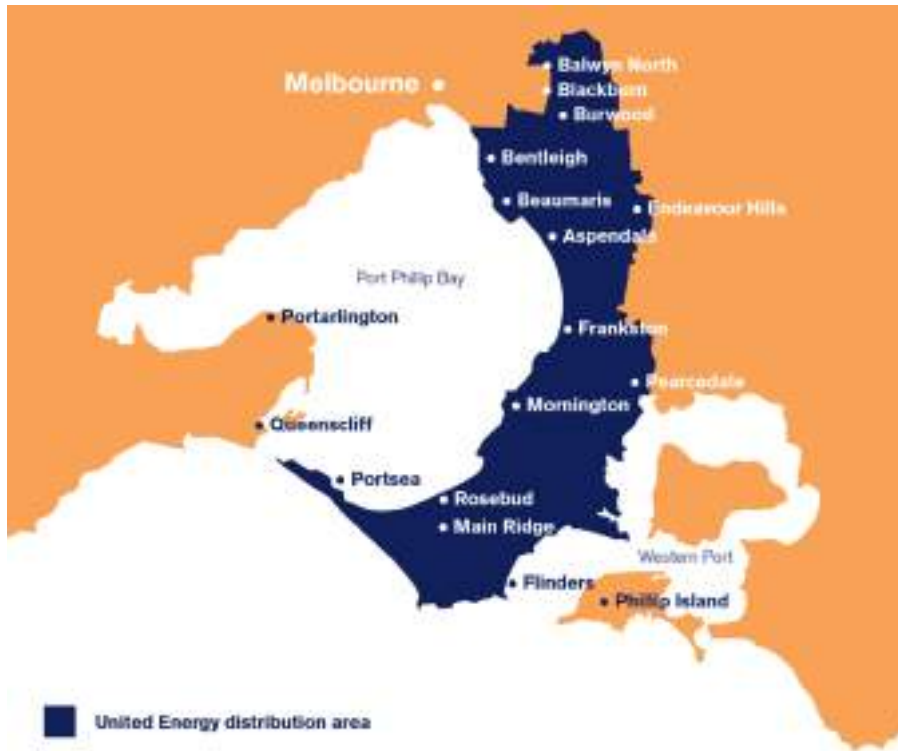 Balwyn North
Melbourne
Blackburn
Burwood
Bentleigh
Beaumaris
Endeavour Hills
Aspendale
Port Phillip Bay
Portarlington
Frankston
Pearcedale
Mornington
Queenscliff
Portsea
Rosebud
Main Ridge
Western Port
Flinders
Phillip Island
United Energy distribution area